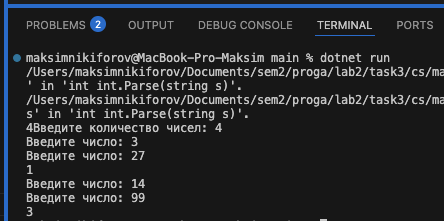 PROBLEMS 2 OUTPUT DEBUG CONSOLE TERMINAL PORTS
maksimnikiforov@MacBook-Pro-Maksim main % dotnet run
/Users/maksimnikiforov/Documents/sem2/proga/lab2/task3/cs/ma
' in 'int int.Parse(string s)'.
/Users/maksimnikiforov/Documents/sem2/proga/lab2/task3/cs/ma
s' in 'int int.Parse(string s)'.
4Введите количество чисел: 4
Введите число: 3
Введите число: 27
1
Введите число: 14
Введите число: 99
3